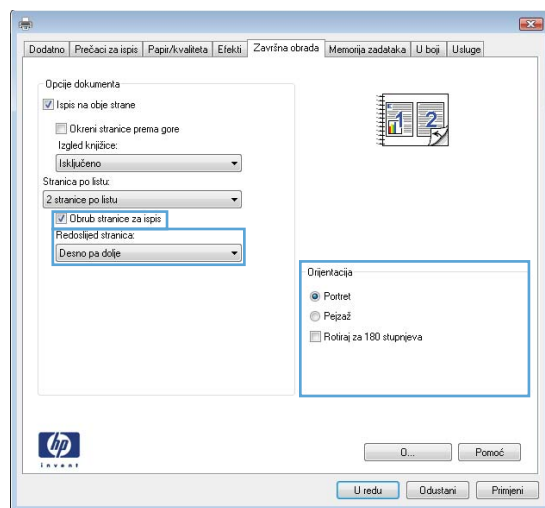 Dodatno Prečaci za ispis Papir/kvaliteta Efekti Završna obrada Memorija zadataka U boji Usluge
Opcije dokumenta
Ispis na obje strane
Okreni stranice prema gore
Izgled knjižice:
Isključeno
Stranica po listu:
2 stranice po listu
Obrub stranice za ispis
Redoslijed stranica:
Desno pa dolje
1 2
Orijentacija
Portret
Pejzaž
Rotiraj za 180 stupnjeva
hp
invent
O... Pomoć
U redu Odustani Primijeni